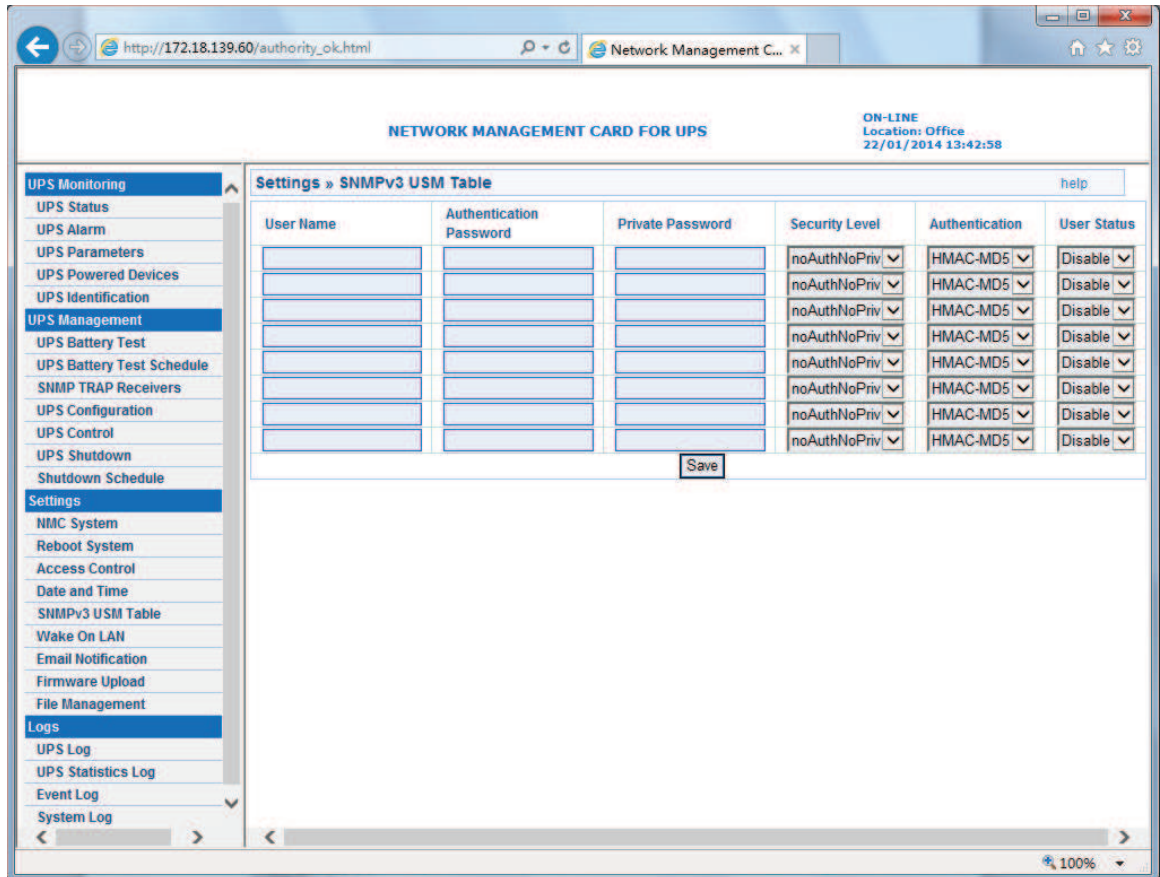 http://172.18.139.60/authority_ok.html
Network Management C...
NETWORK MANAGEMENT CARD FOR UPS
ON-LINE
Location: Office
22/01/2014 13:42:58
UPS Monitoring
UPS Status
UPS Alarm
UPS Parameters
UPS Powered Devices
UPS Identification
UPS Management
UPS Battery Test
UPS Battery Test Schedule
SNMP TRAP Receivers
UPS Configuration
UPS Control
UPS Shutdown
Shutdown Schedule
Settings
NMC System
Reboot System
Access Control
Date and Time
SNMPv3 USM Table
Wake On LAN
Email Notification
Firmware Upload
File Management
Logs
UPS Log
UPS Statistics Log
Event Log
System Log
Settings » SNMPv3 USM Table help
User Name Authentication Password Private Password Security Level Authentication User Status
noAuthNoPriv HMAC-MD5 Disable
noAuthNoPriv HMAC-MD5 Disable
noAuthNoPriv HMAC-MD5 Disable
noAuthNoPriv HMAC-MD5 Disable
noAuthNoPriv HMAC-MD5 Disable
noAuthNoPriv HMAC-MD5 Disable
noAuthNoPriv HMAC-MD5 Disable
noAuthNoPriv HMAC-MD5 Disable
Save
100%